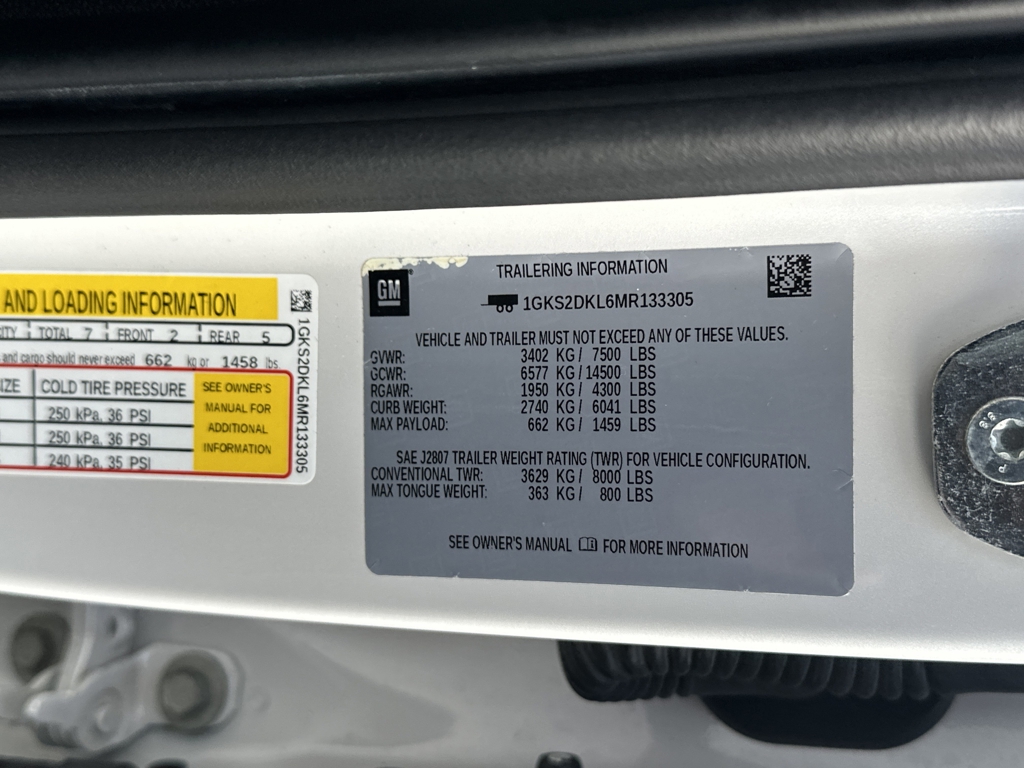 AND LOADING INFORMATION
TOTAL 7 FRONT 2 REAR 5
and cargo should never exceed 662 kg or 1458 lbs.
COLD TIRE PRESSURE
250 kPa, 36 PSI
250 kPa, 36 PSI
240 kPa, 35 PSI
SEE OWNER'S
MANUAL FOR
ADDITIONAL
INFORMATION
1GKS2DKL6MR133305
GM
TRAILERING INFORMATION
1GKS2DKL6MR133305
VEHICLE AND TRAILER MUST NOT EXCEED ANY OF THESE VALUES.
GVWR: 3402 KG / 7500 LBS
GCWR: 6577 KG / 14500 LBS
RGAWR: 1950 KG / 4300 LBS
CURB WEIGHT: 2740 KG / 6041 LBS
MAX PAYLOAD: 662 KG / 1459 LBS
SAE J2807 TRAILER WEIGHT RATING (TWR) FOR VEHICLE CONFIGURATION.
CONVENTIONAL TWR: 3629 KG / 8000 LBS
MAX TONGUE WEIGHT: 363 KG / 800 LBS
SEE OWNER'S MANUAL FOR MORE INFORMATION